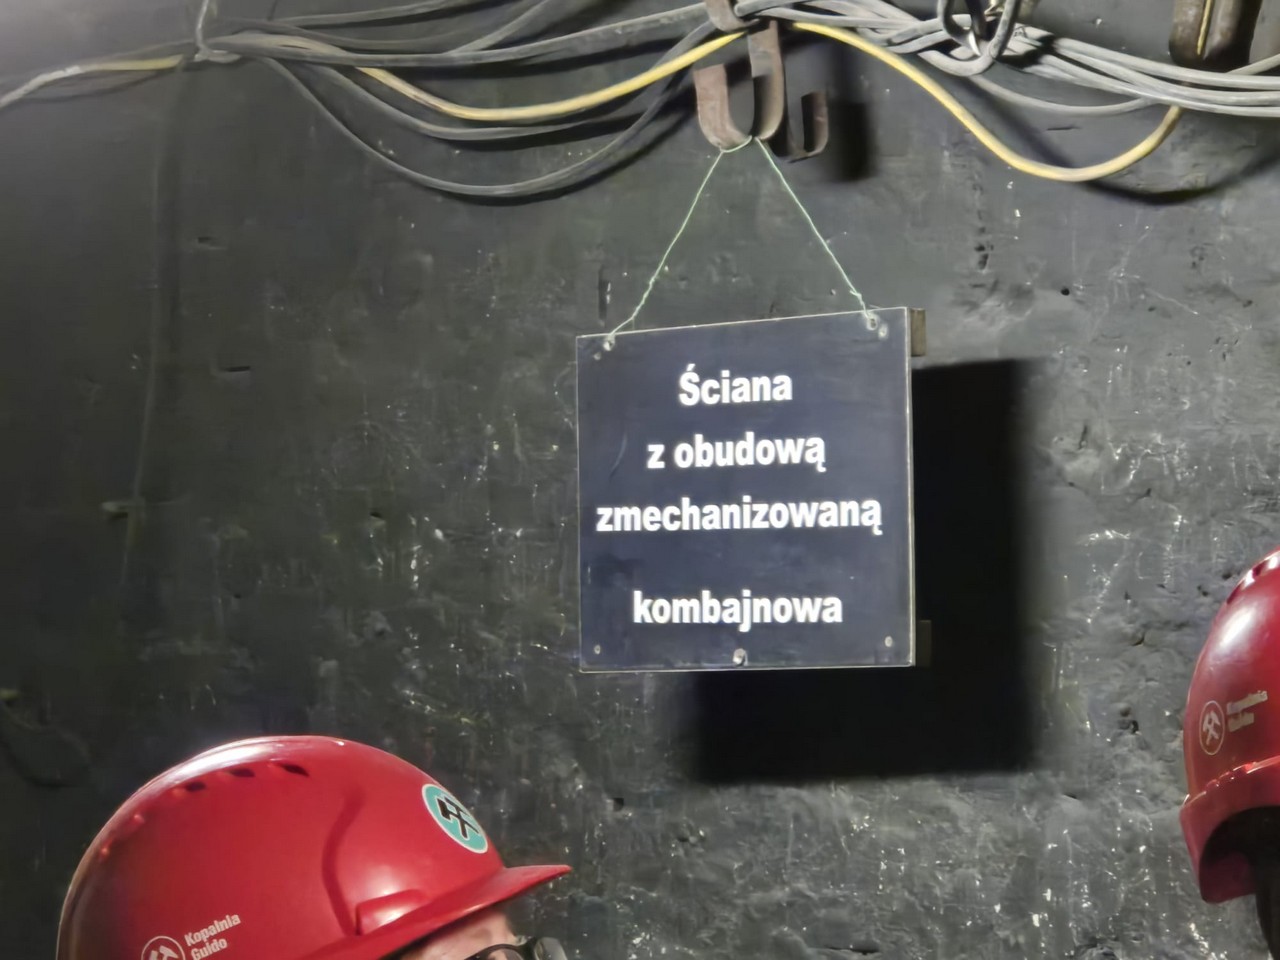 Ściana
z obudową
zmechanizowaną
kombajnowa
Kopalnia
Guido
Kopalnia
Guido